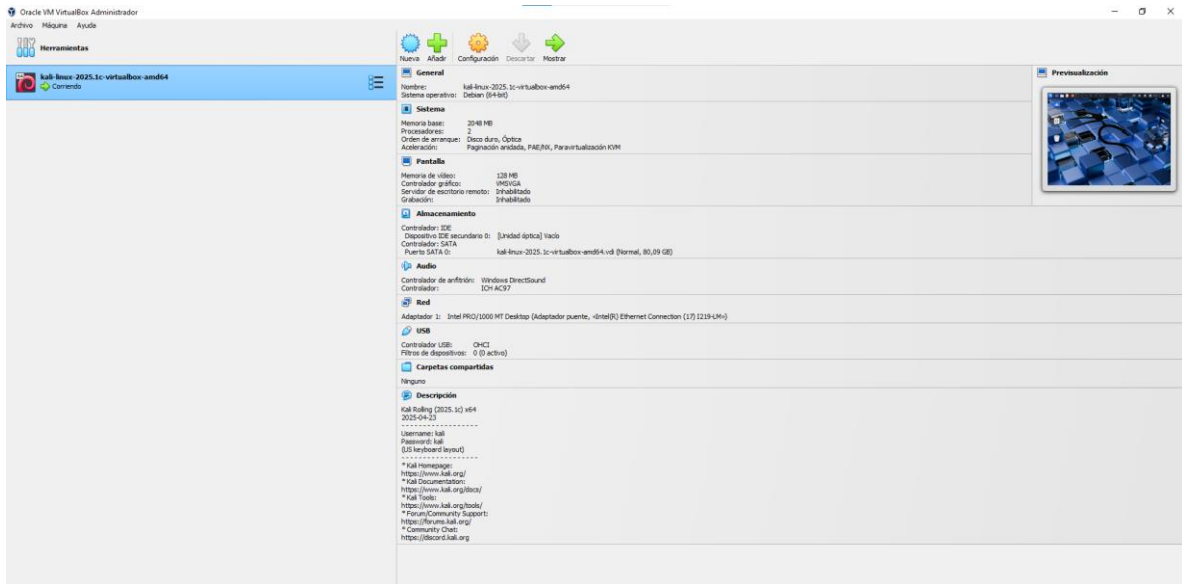 Oracle VM VirtualBox Administrador
Archivo Máquina Ayuda
Herramientas
Nueva Añadir Configuración Descartar Mostrar
kali-linux-2025.1c-virtualbox-amd64
Corriendo
General
Nombre: kali-linux-2025.1c-virtualbox-amd64
Sistema operativo: Debian (64-bit)
Previsualización
Sistema
Memoria base: 2048 MB
Procesadores: 2
Orden de arranque: Disco duro, Óptica
Aceleración: Paginación anidada, PAE/NX, Paravirtualización KVM
Pantalla
Memoria de vídeo: 128 MB
Controlador gráfico: VMSVGA
Servidor de escritorio remoto: Inhabilitado
Grabación: Inhabilitado
Almacenamiento
Controlador: IDE
Dispositivo IDE secundario 0: [Unidad óptica] Vacío
Controlador: SATA
Puerto SATA 0: kali-linux-2025.1c-virtualbox-amd64.vdi (Normal, 80,09 GB)
Audio
Controlador de anfitrión: Windows DirectSound
Controlador: ICH AC97
Red
Adaptador 1: Intel PRO/1000 MT Desktop (Adaptador puente, «Intel(R) Ethernet Connection (17) I219-LM»)
USB
Controlador USB: OHCI
Filtros de dispositivos: 0 (0 activo)
Carpetas compartidas
Ninguno
Descripción
Kali Rolling (2025.1c) x64
2025-04-23
- - - - - - - - - - - - - - - - - -
Username: kali
Password: kali
(US keyboard layout)
- - - - - - - - - - - - - - - - - -
* Kali Homepage:
https://www.kali.org/
* Kali Documentation:
https://www.kali.org/docs/
* Kali Tools:
https://www.kali.org/tools/
* Forum/Community Support:
https://forums.kali.org/
* Community Chat:
https://discord.kali.org